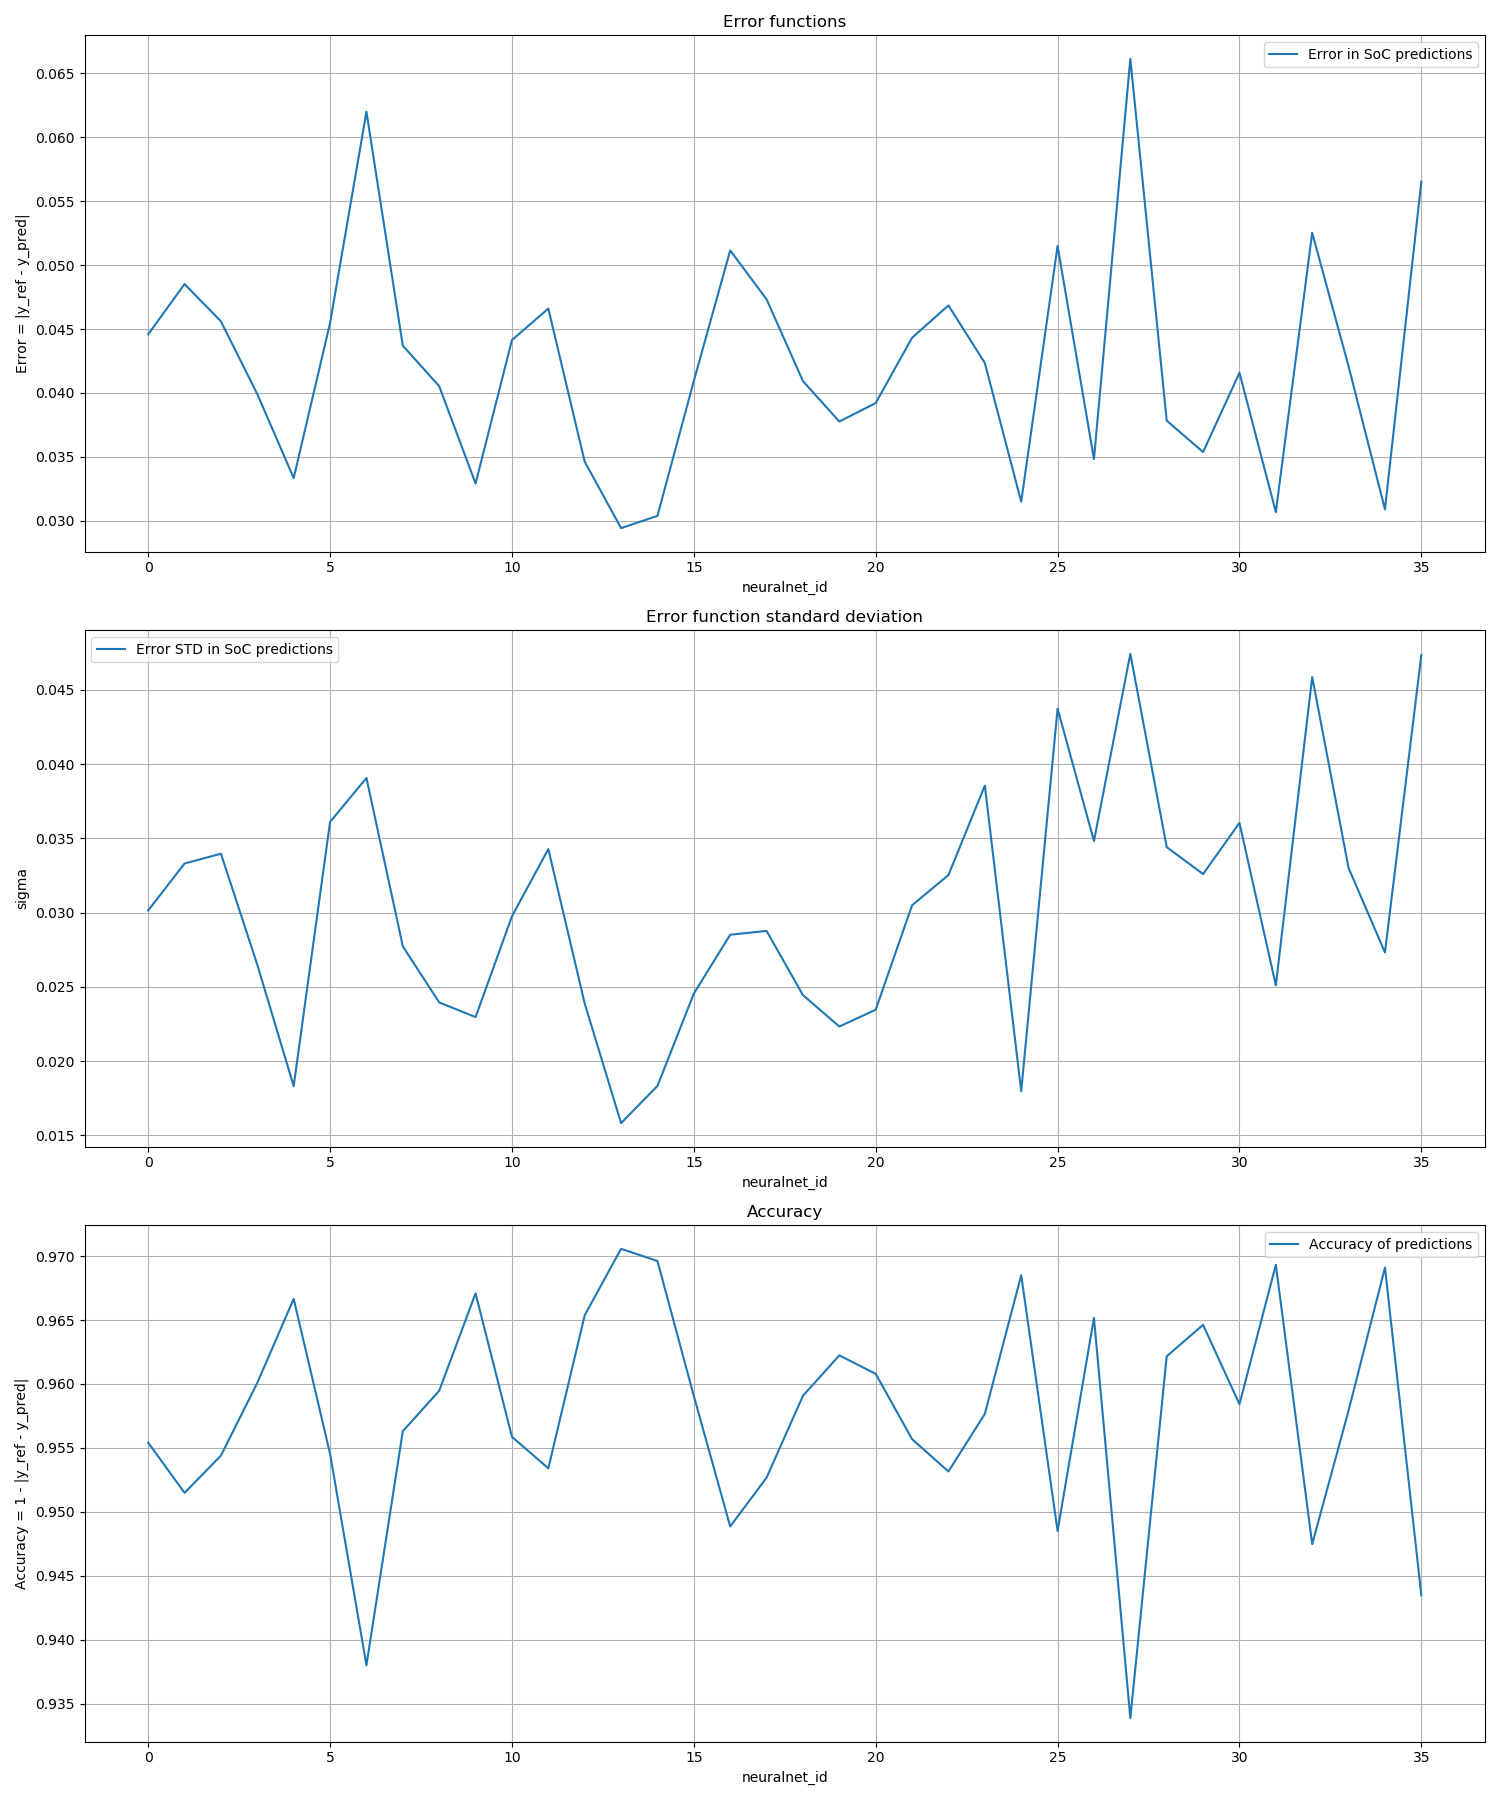 Error functions
Error in SoC predictions
0.065
0.060
0.055
0.050
0.045
0.040
0.035
0.030
Error = |y_ref - y_pred|
0 5 10 15 20 25 30 35
neuralnet_id
Error function standard deviation
Error STD in SoC predictions
0.045
0.040
0.035
0.030
0.025
0.020
0.015
sigma
0 5 10 15 20 25 30 35
neuralnet_id
Accuracy
Accuracy of predictions
0.970
0.965
0.960
0.955
0.950
0.945
0.940
0.935
Accuracy = 1 - |y_ref - y_pred|
0 5 10 15 20 25 30 35
neuralnet_id